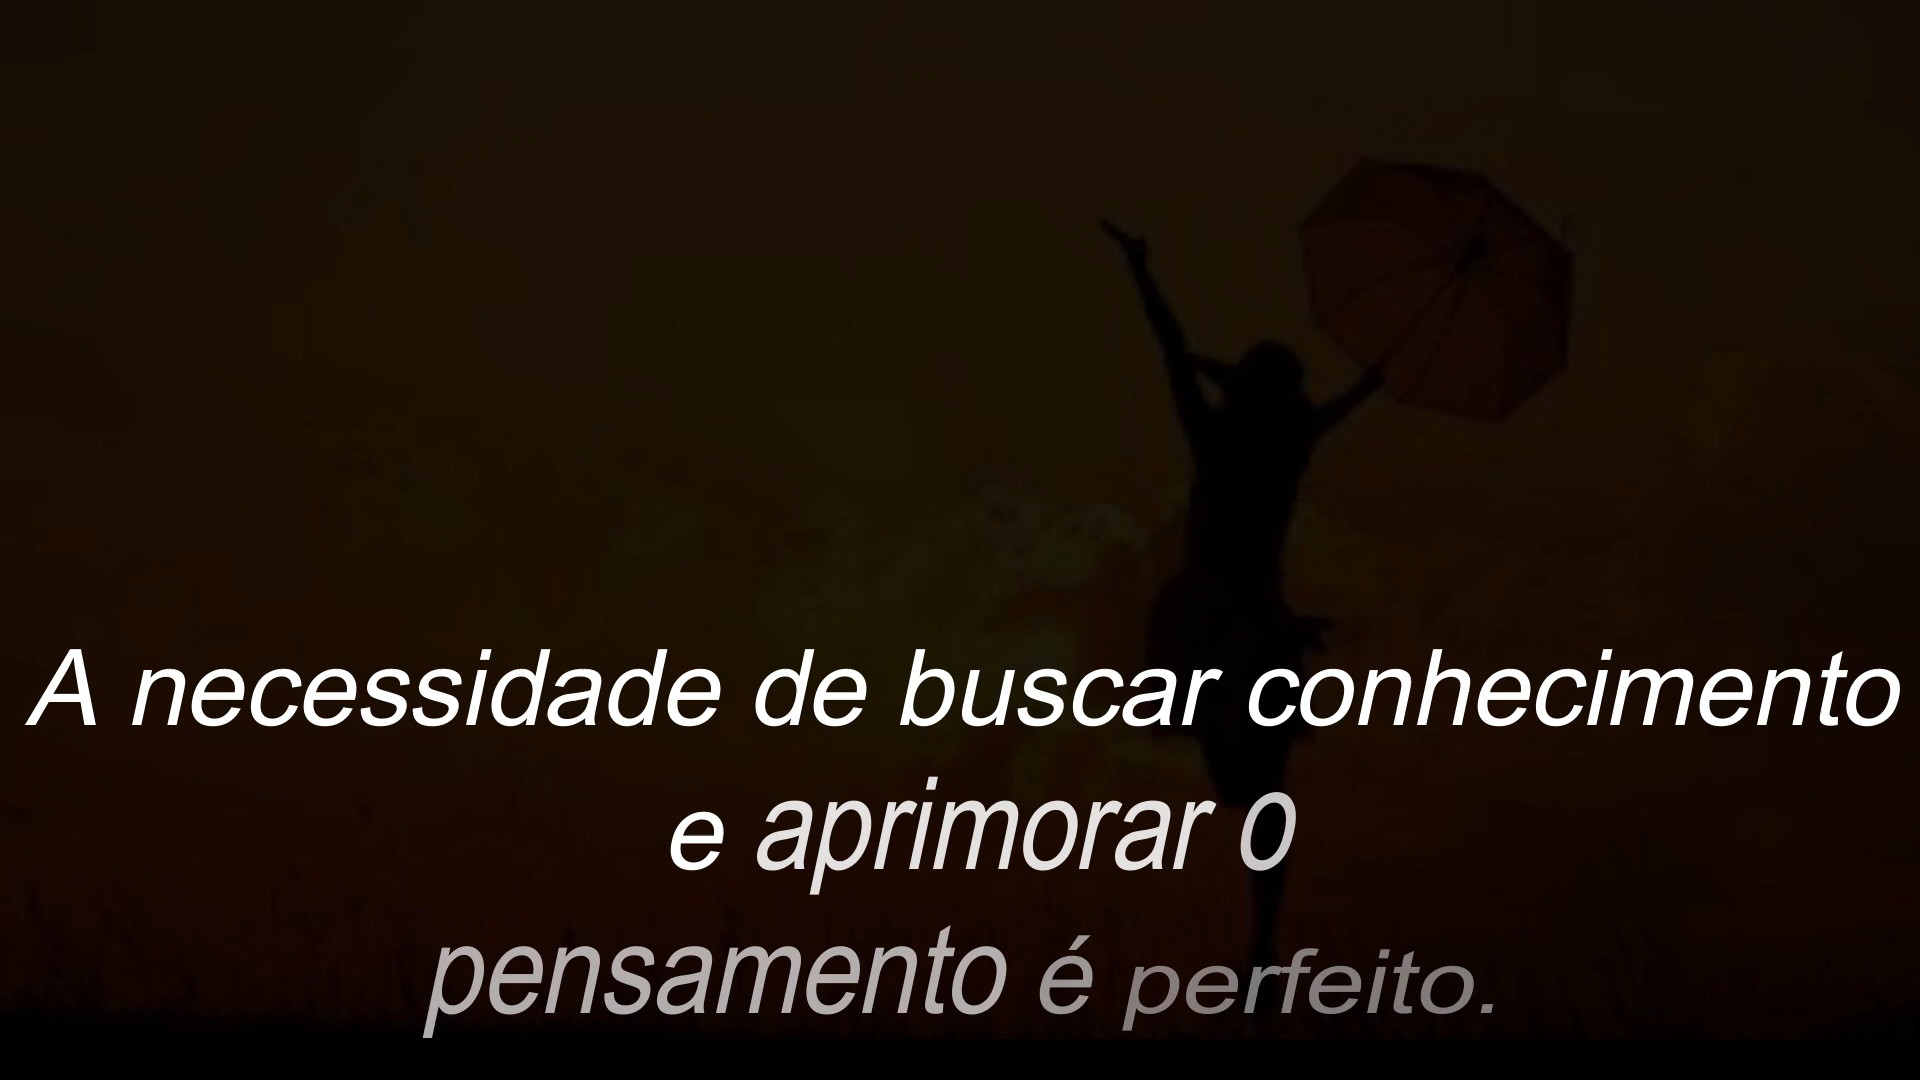 A necessidade de buscar conhecimento
e aprimorar o
pensamento é perfeito.